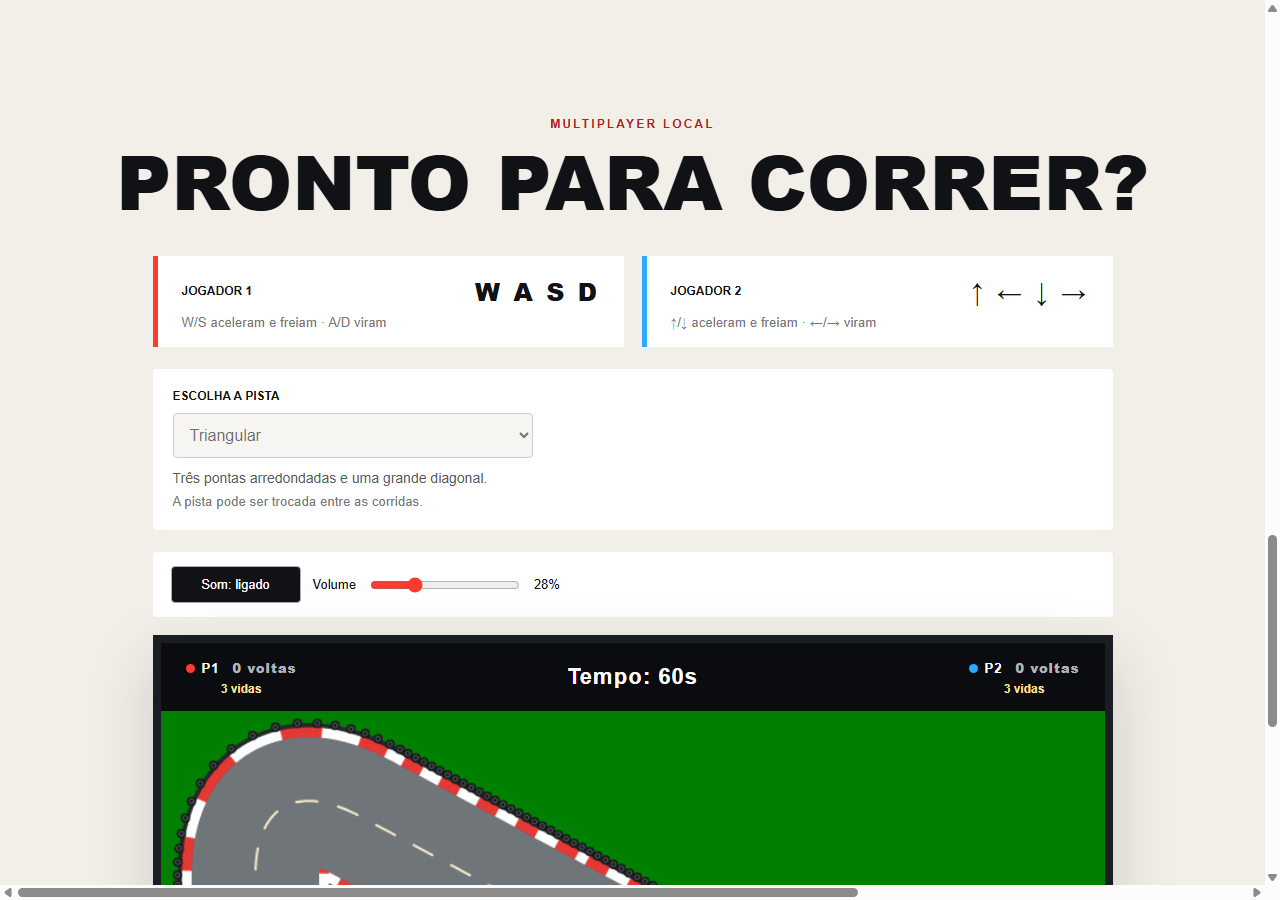 MULTIPLAYER LOCAL
PRONTO PARA CORRER?
JOGADOR 1
W A S D
W/S aceleram e freiam · A/D viram
JOGADOR 2
↑ ← ↓ →
↑/↓ aceleram e freiam · ←/→ viram
ESCOLHA A PISTA
Triangular
Três pontas arredondadas e uma grande diagonal.
A pista pode ser trocada entre as corridas.
Som: ligado
Volume
28%
P1 0 voltas
3 vidas
Tempo: 60s
P2 0 voltas
3 vidas